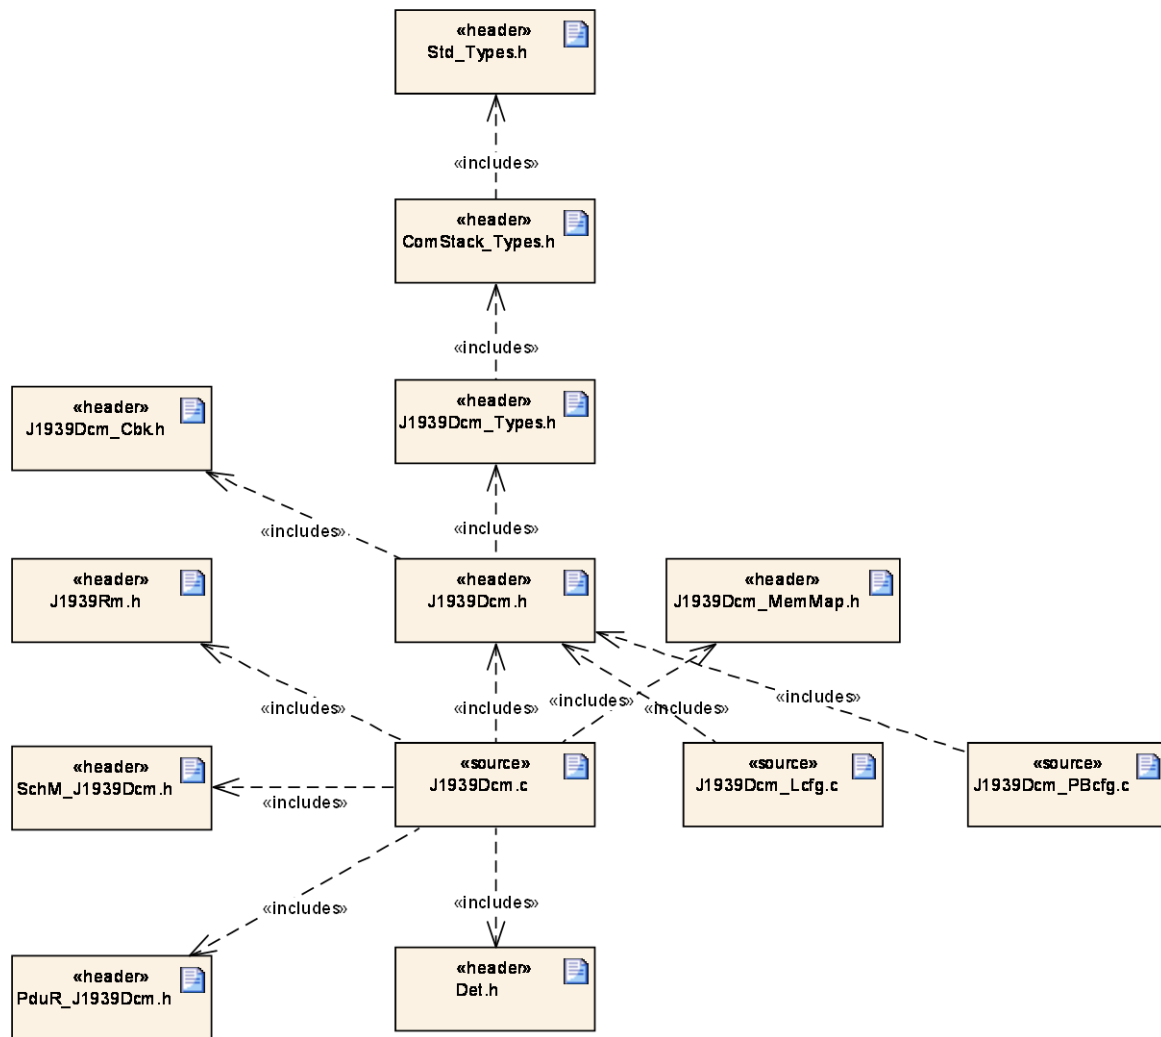 «header»
Std_Types.h
«includes»
«header»
ComStack_Types.h
«includes»
«header»
J1939Dcm_Cbk.h
«header»
J1939Dcm_Types.h
«includes»
«includes»
«header»
J1939Rm.h
«header»
J1939Dcm.h
«header»
J1939Dcm_MemMap.h
«includes»
«includes»
«includes»
«includes»
«includes»
«header»
SchM_J1939Dcm.h
«source»
J1939Dcm.c
«source»
J1939Dcm_Lcfg.c
«source»
J1939Dcm_PBcfg.c
«includes»
«includes»
«includes»
«header»
PduR_J1939Dcm.h
«header»
Det.h